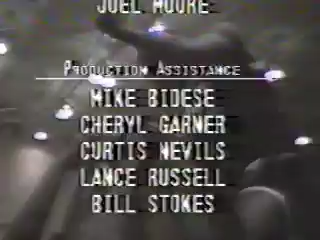 JOEL MOORE
PRODUCTION ASSISTANCE
MIKE BIDESE
CHERYL GARNER
CURTIS NEVILS
LANCE RUSSELL
BILL STOKES